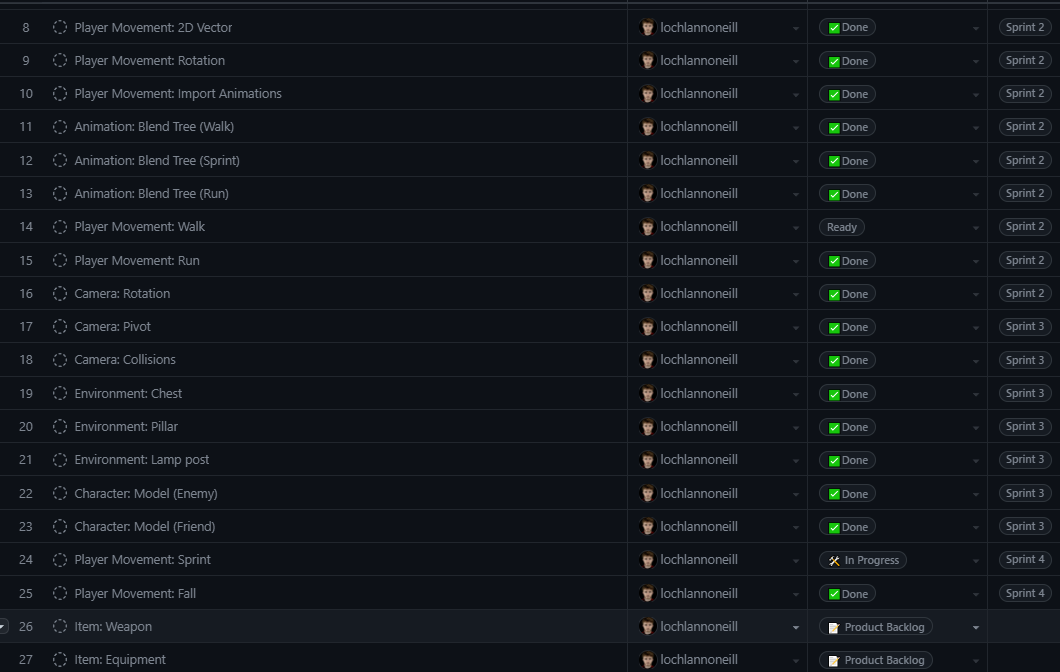 8 Player Movement: 2D Vector lochlannoneill Done Sprint 2
9 Player Movement: Rotation lochlannoneill Done Sprint 2
10 Player Movement: Import Animations lochlannoneill Done Sprint 2
11 Animation: Blend Tree (Walk) lochlannoneill Done Sprint 2
12 Animation: Blend Tree (Sprint) lochlannoneill Done Sprint 2
13 Animation: Blend Tree (Run) lochlannoneill Done Sprint 2
14 Player Movement: Walk lochlannoneill Ready Sprint 2
15 Player Movement: Run lochlannoneill Done Sprint 2
16 Camera: Rotation lochlannoneill Done Sprint 2
17 Camera: Pivot lochlannoneill Done Sprint 3
18 Camera: Collisions lochlannoneill Done Sprint 3
19 Environment: Chest lochlannoneill Done Sprint 3
20 Environment: Pillar lochlannoneill Done Sprint 3
21 Environment: Lamp post lochlannoneill Done Sprint 3
22 Character: Model (Enemy) lochlannoneill Done Sprint 3
23 Character: Model (Friend) lochlannoneill Done Sprint 3
24 Player Movement: Sprint lochlannoneill In Progress Sprint 4
25 Player Movement: Fall lochlannoneill Done Sprint 4
26 Item: Weapon lochlannoneill Product Backlog
27 Item: Equipment lochlannoneill Product Backlog